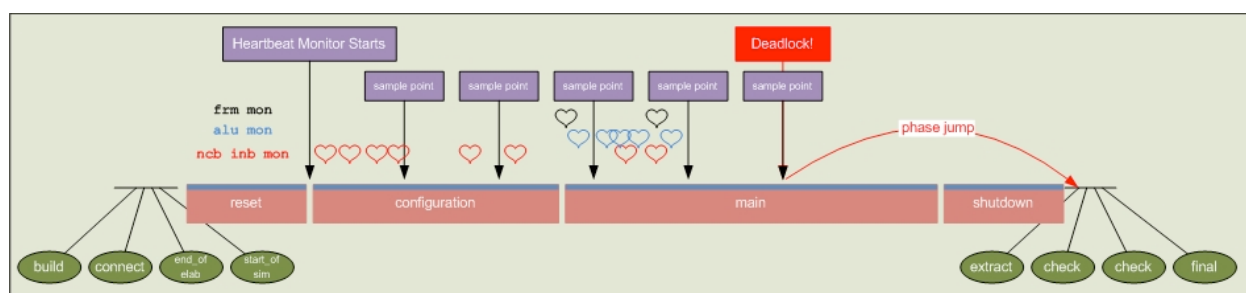 Heartbeat Monitor Starts
Deadlock!
sample point
sample point
sample point
sample point
sample point
frm mon
alu mon
ncb inb mon
phase jump
reset
configuration
main
shutdown
build
connect
end_of
elab
start_of
sim
extract
check
check
final